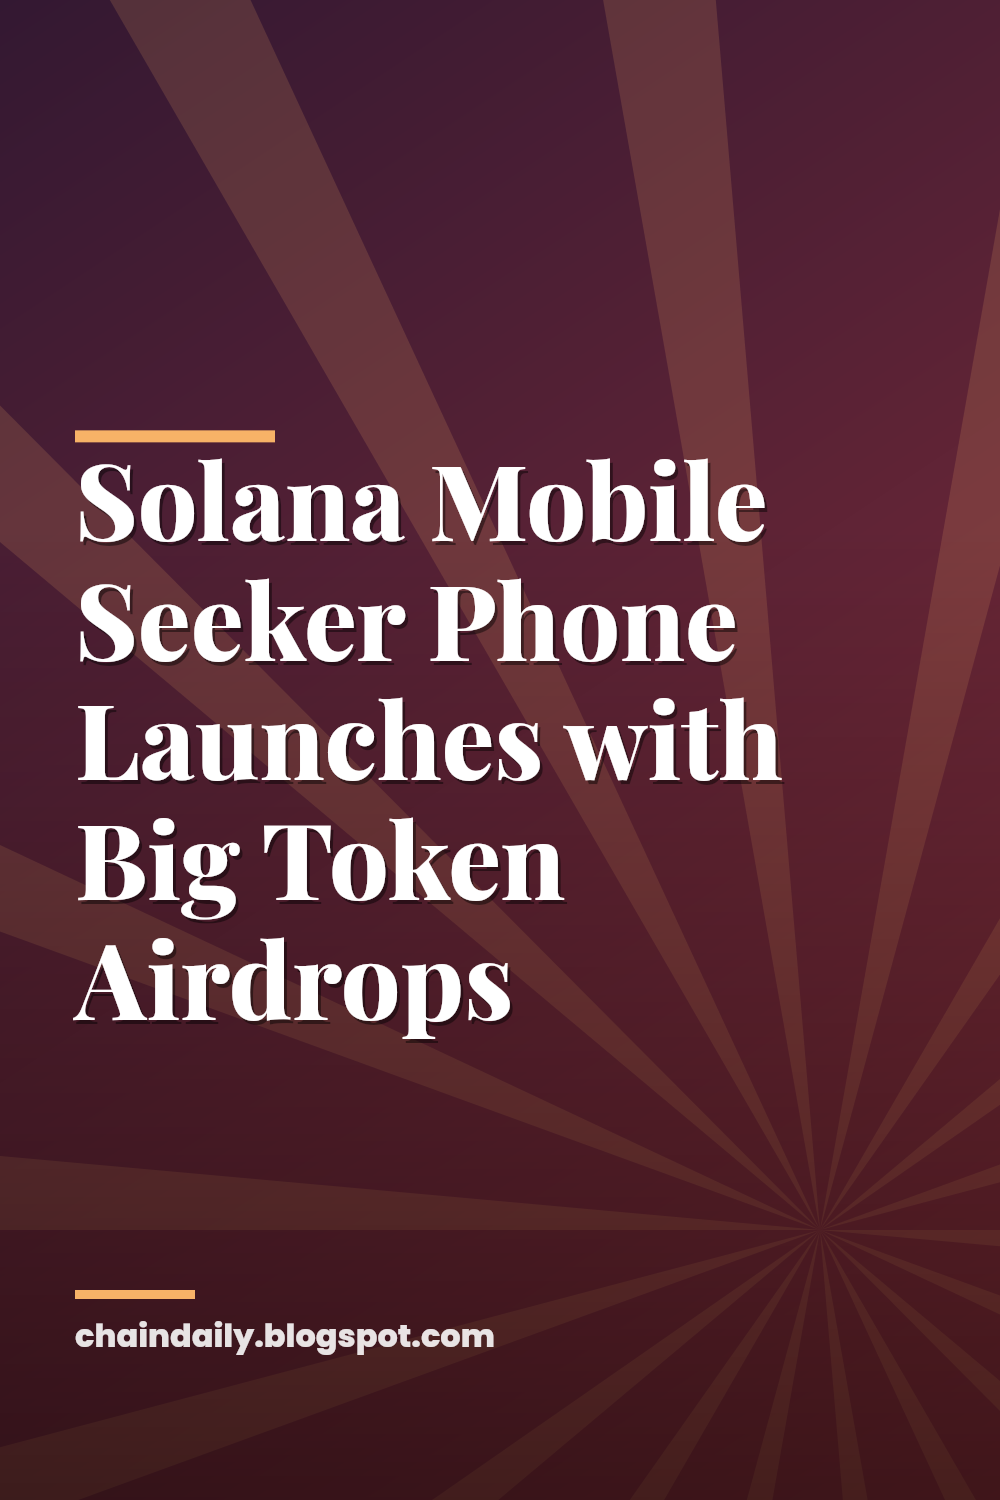 Solana Mobile
Seeker Phone
Launches with
Big Token
Airdrops
chaindaily.blogspot.com